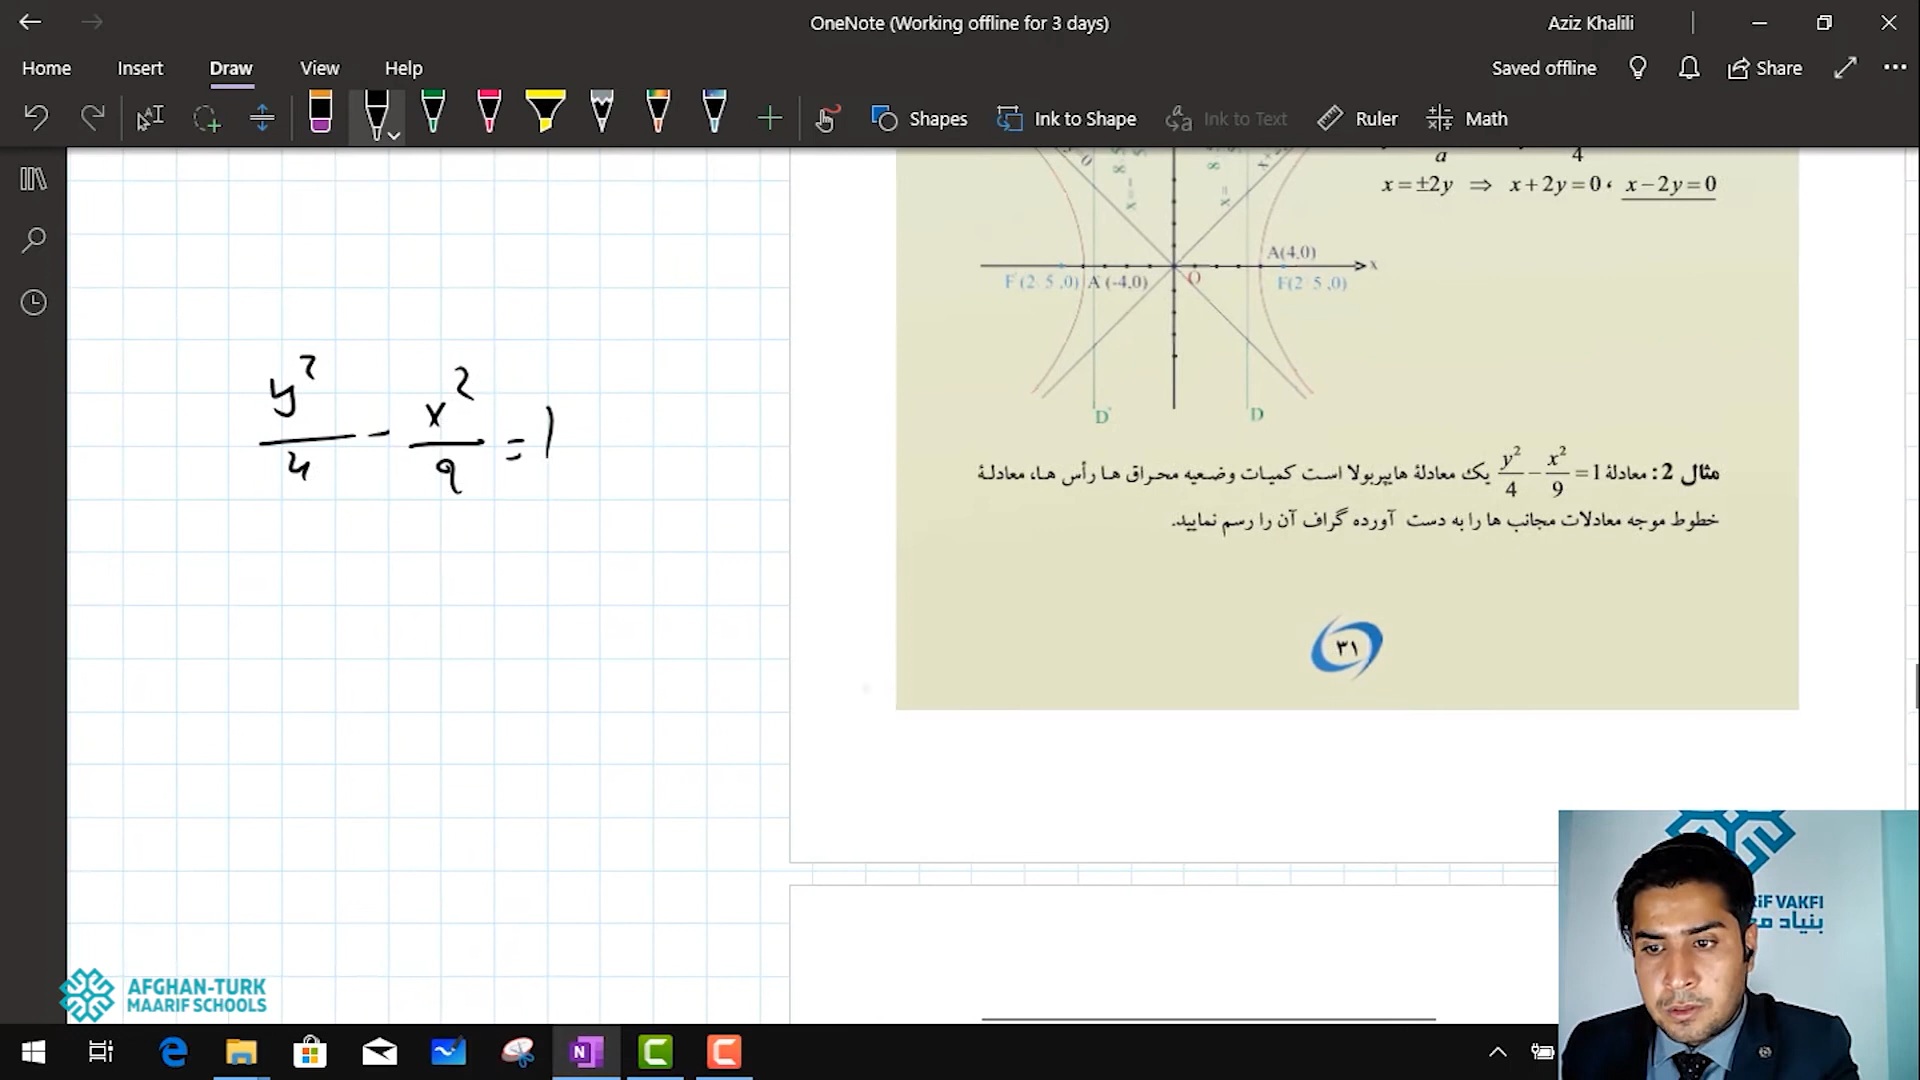 OneNote (Working offline for 3 days)
Aziz Khalili
Home Insert Draw View Help
Saved offline Share
Shapes Ink to Shape Ink to Text Ruler Math
a 4
x = ±2y ⇒ x + 2y = 0، x − 2y = 0
A(4,0)
x
F(2 5 ,0) A (-4,0) O F(2 5 ,0)
D' D
y² / 4 − x² / 9 = 1
مثال 2: معادلهٔ y²/4 − x²/9 = 1 یک معادلهٔ هایپربولا است کمیات وضعیه محراق ها رأس ها، معادلهٔ
خطوط موجه معادلات مجانب ها را به دست آورده گراف آن را رسم نمایید.
۳۱
RIF VAKFI
بنیاد مع
AFGHAN-TURK
MAARIF SCHOOLS